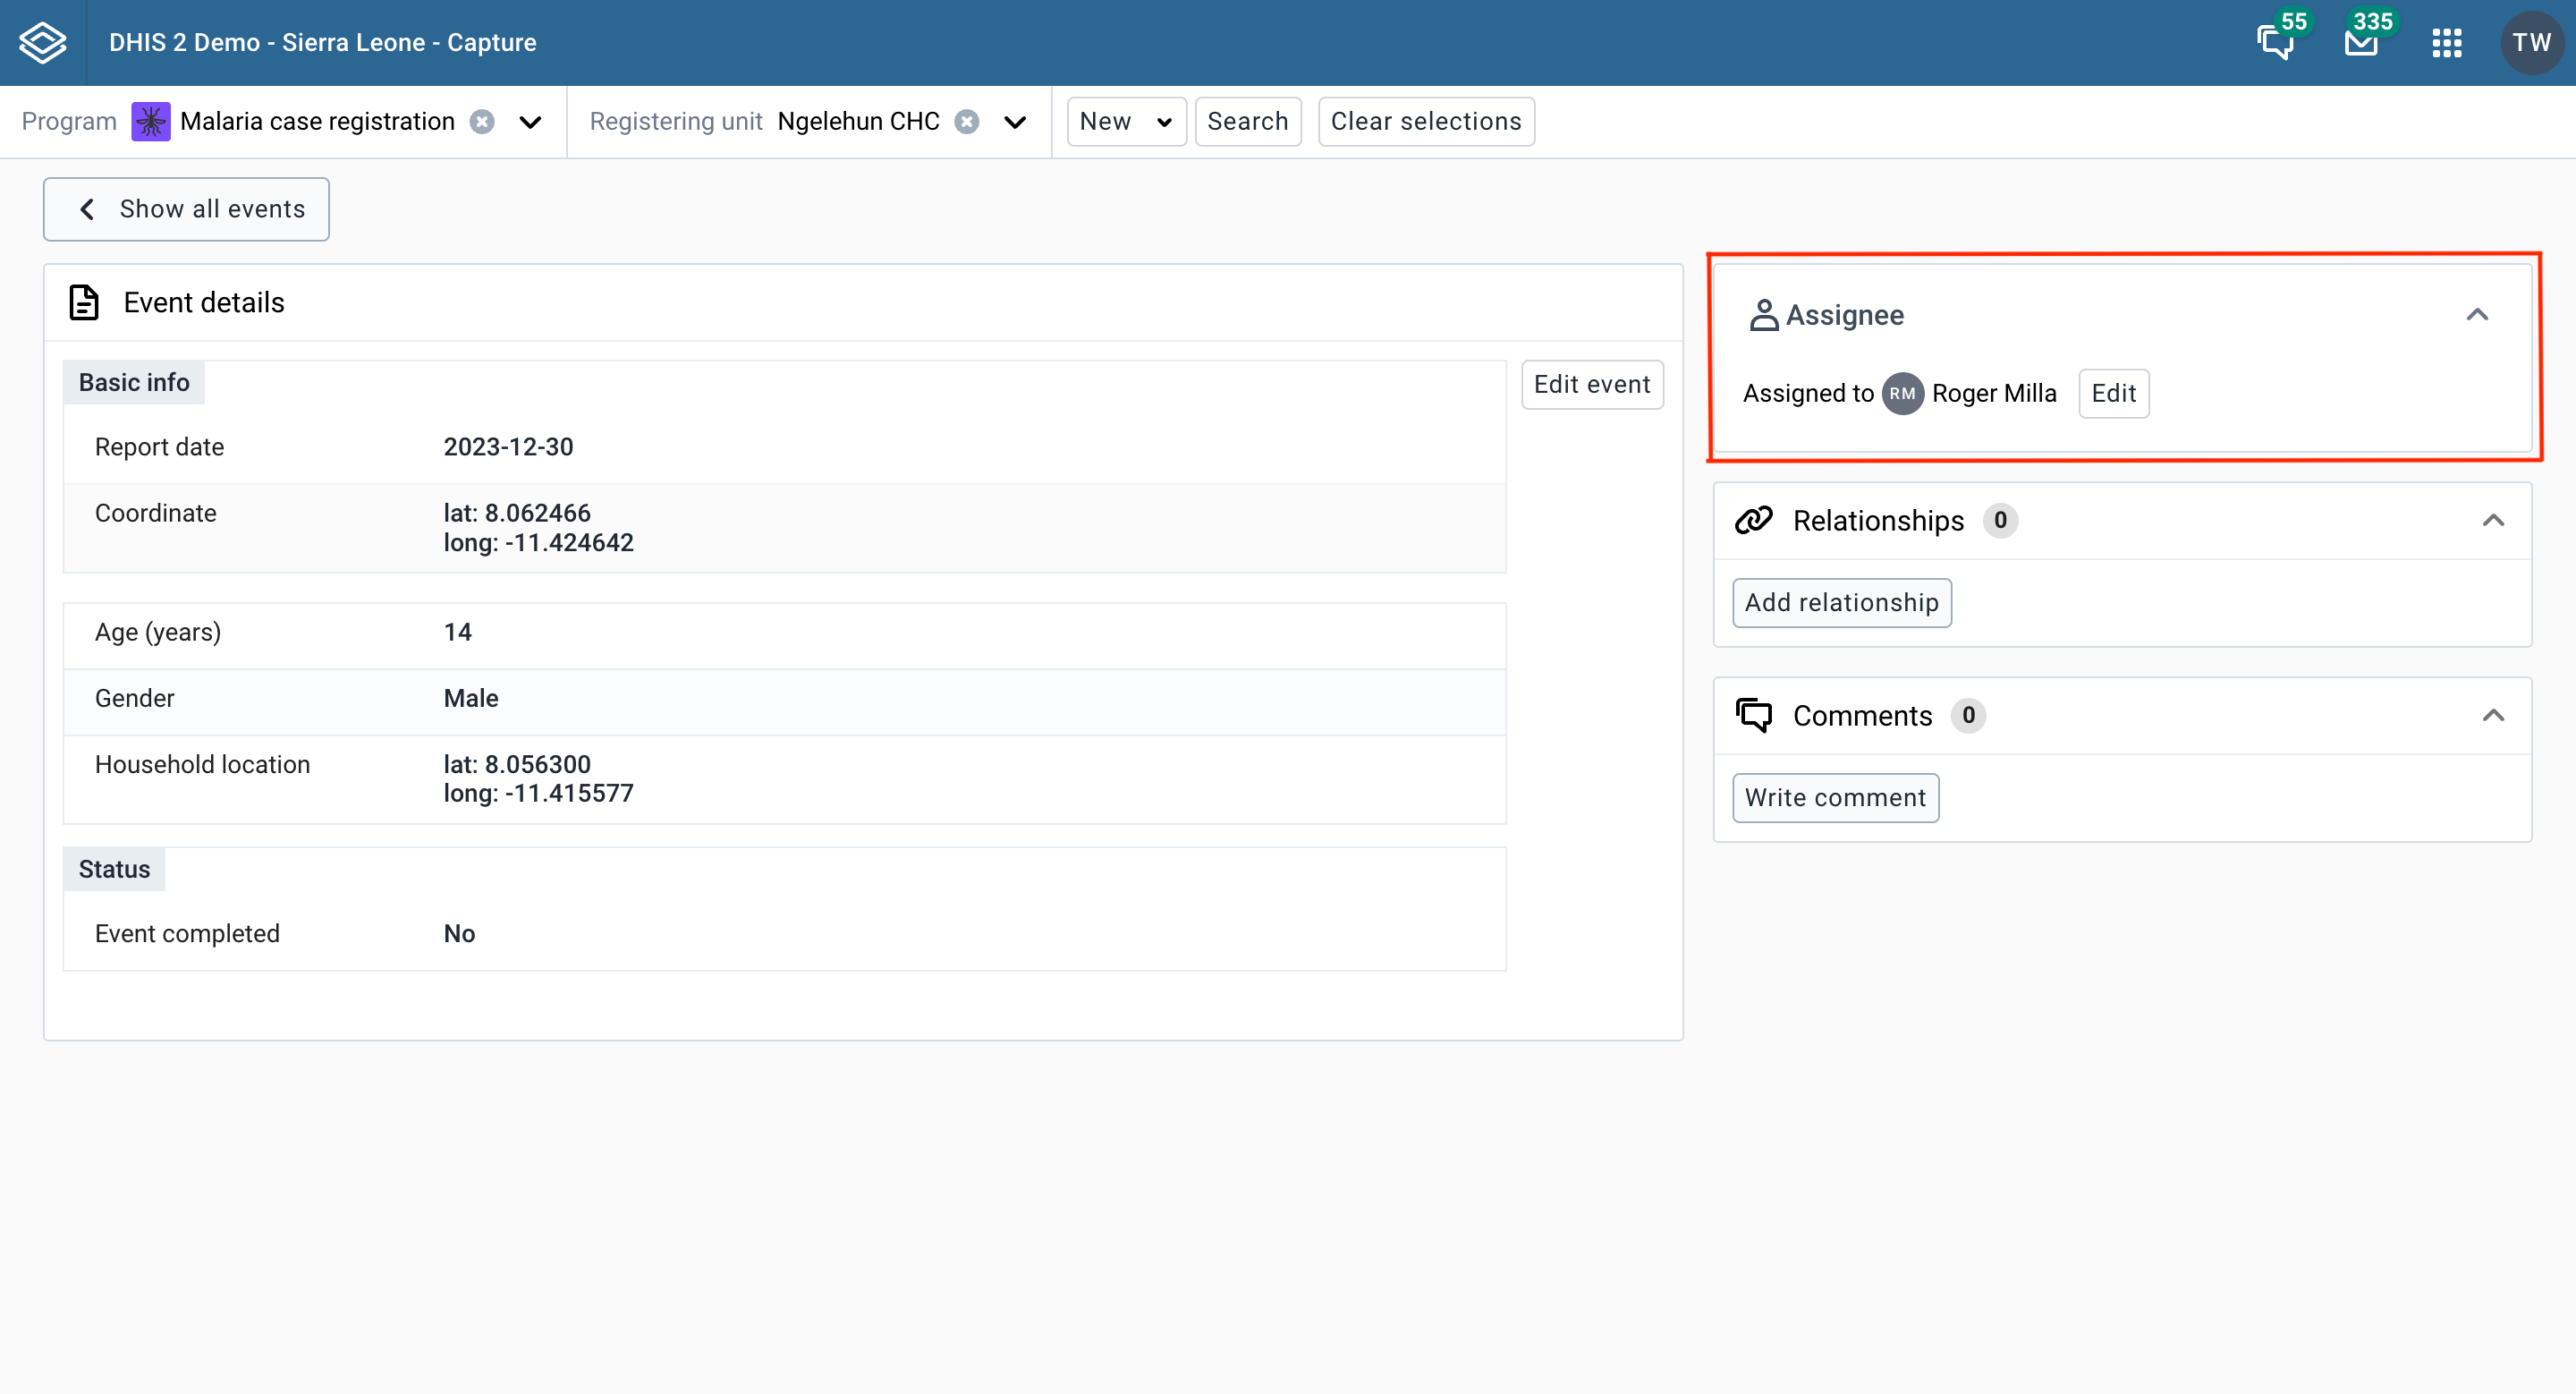 DHIS 2 Demo - Sierra Leone - Capture
55
335
TW
Program Malaria case registration
Registering unit Ngelehun CHC
New
Search
Clear selections
Show all events
Event details
Basic info
Edit event
Report date 2023-12-30
Coordinate lat: 8.062466
long: -11.424642
Age (years) 14
Gender Male
Household location lat: 8.056300
long: -11.415577
Status
Event completed No
Assignee
Assigned to RM Roger Milla Edit
Relationships 0
Add relationship
Comments 0
Write comment